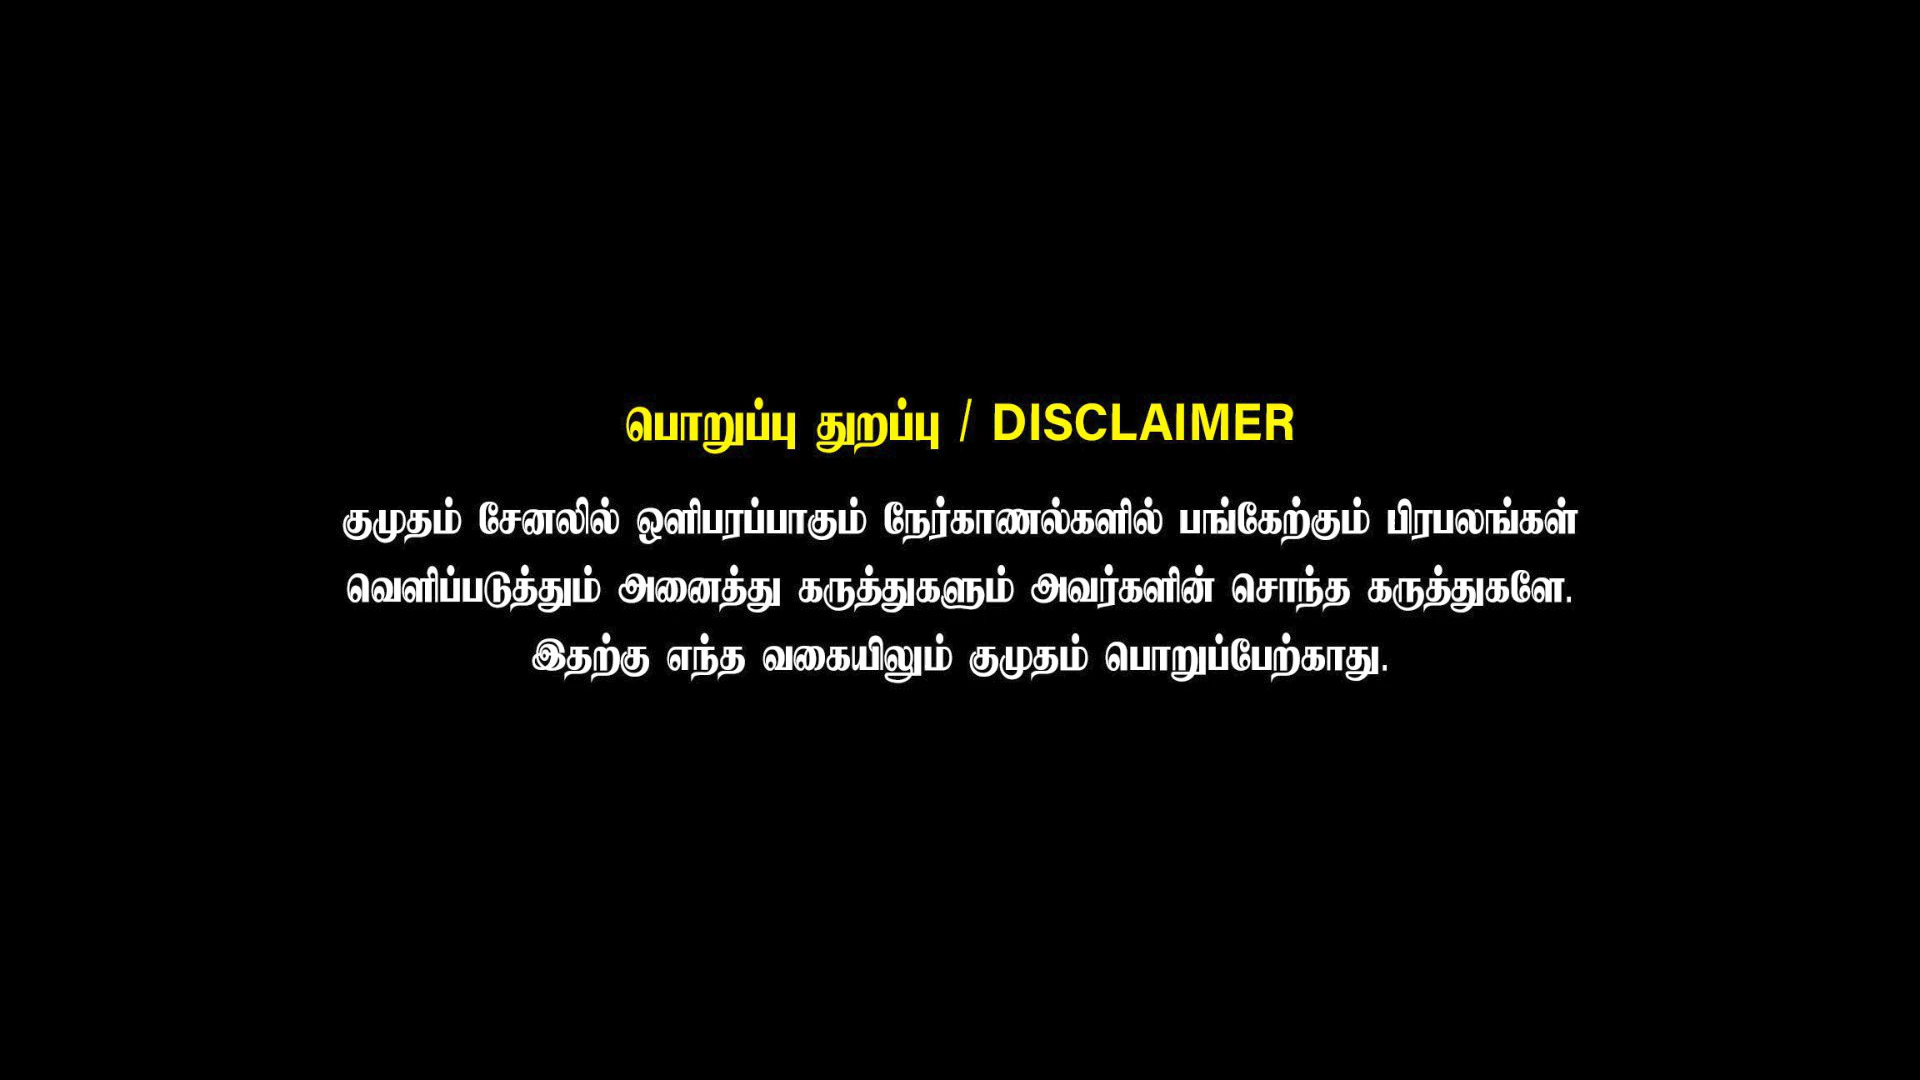 பொறுப்பு துறப்பு / DISCLAIMER
குமுதம் சேனலில் ஒளிபரப்பாகும் நேர்காணல்களில் பங்கேற்கும் பிரபலங்கள்
வெளிப்படுத்தும் அனைத்து கருத்துகளும் அவர்களின் சொந்த கருத்துகளே.
இதற்கு எந்த வகையிலும் குமுதம் பொறுப்பேற்காது.